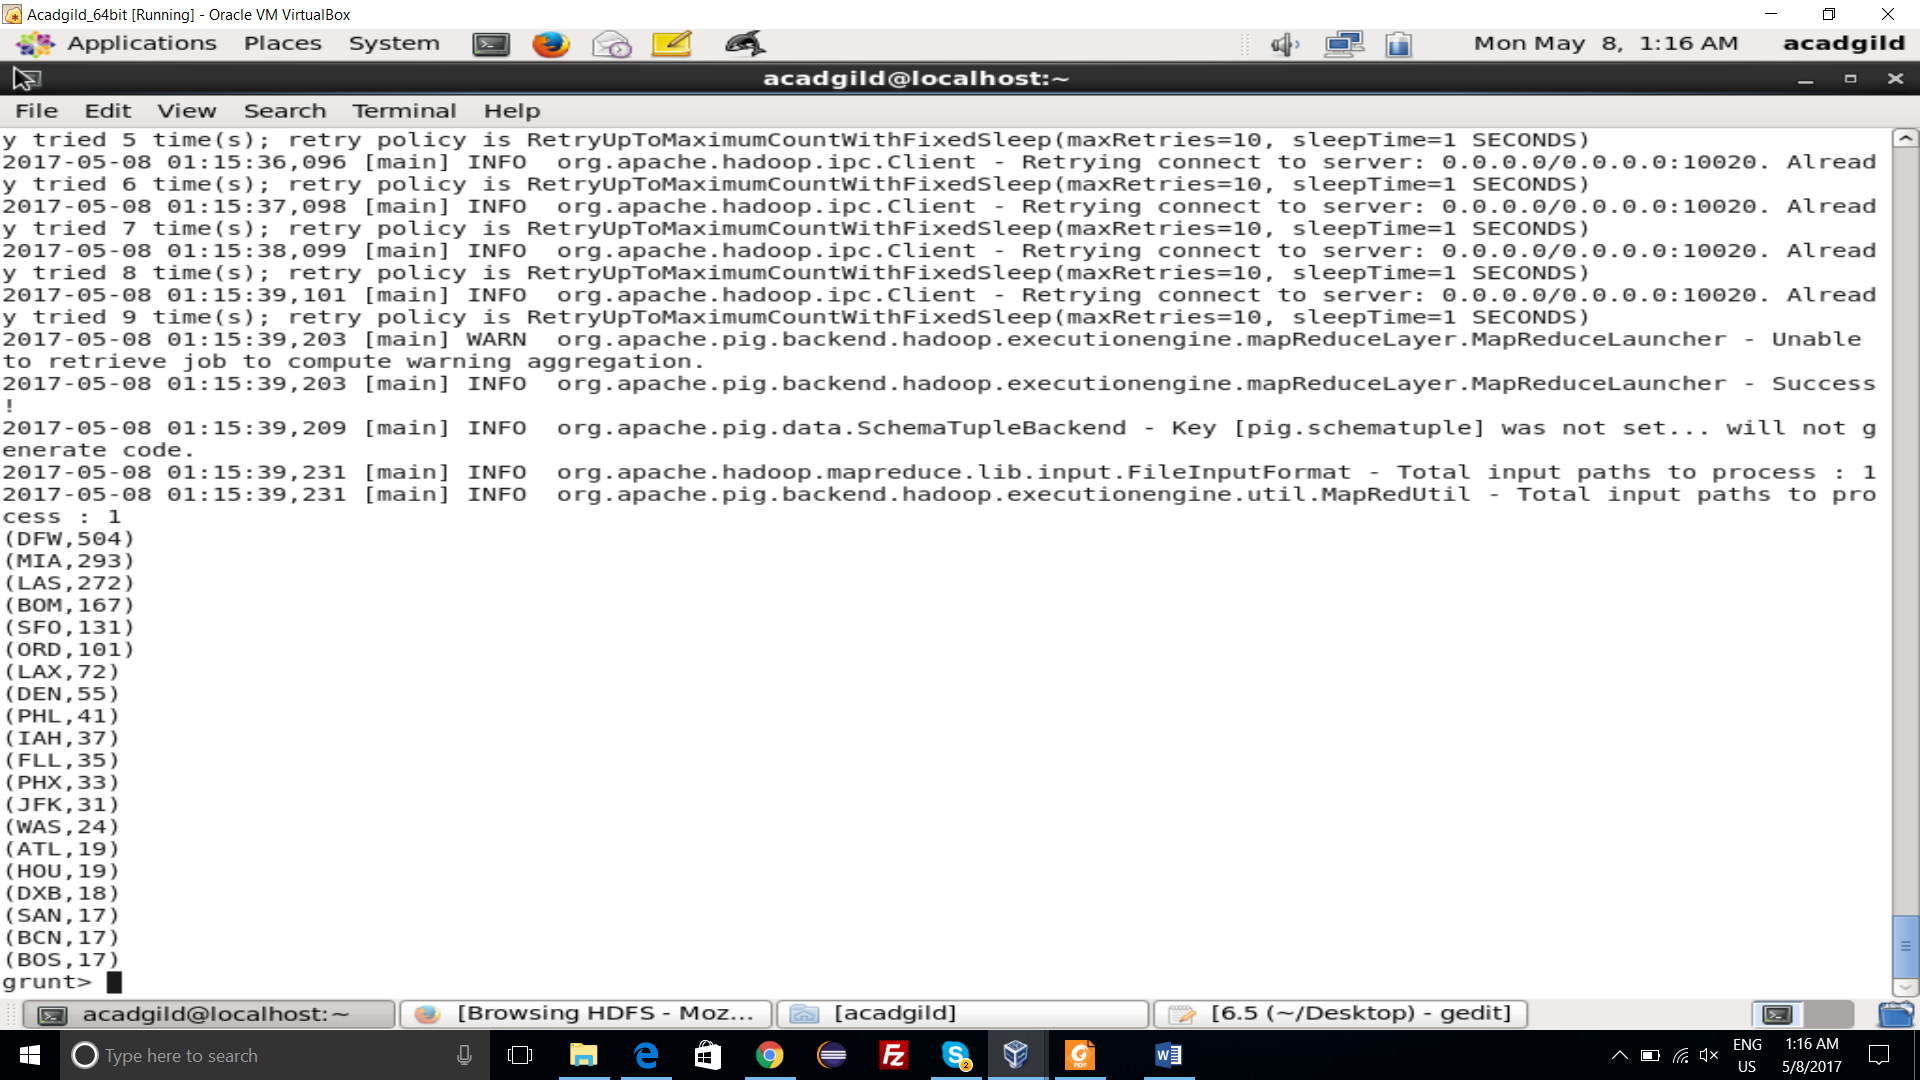 Acadgild_64bit [Running] - Oracle VM VirtualBox
Applications Places System Mon May 8, 1:16 AM acadgild
acadgild@localhost:~
File Edit View Search Terminal Help
y tried 5 time(s); retry policy is RetryUpToMaximumCountWithFixedSleep(maxRetries=10, sleepTime=1 SECONDS)
2017-05-08 01:15:36,096 [main] INFO  org.apache.hadoop.ipc.Client - Retrying connect to server: 0.0.0.0/0.0.0.0:10020. Alread
y tried 6 time(s); retry policy is RetryUpToMaximumCountWithFixedSleep(maxRetries=10, sleepTime=1 SECONDS)
2017-05-08 01:15:37,098 [main] INFO  org.apache.hadoop.ipc.Client - Retrying connect to server: 0.0.0.0/0.0.0.0:10020. Alread
y tried 7 time(s); retry policy is RetryUpToMaximumCountWithFixedSleep(maxRetries=10, sleepTime=1 SECONDS)
2017-05-08 01:15:38,099 [main] INFO  org.apache.hadoop.ipc.Client - Retrying connect to server: 0.0.0.0/0.0.0.0:10020. Alread
y tried 8 time(s); retry policy is RetryUpToMaximumCountWithFixedSleep(maxRetries=10, sleepTime=1 SECONDS)
2017-05-08 01:15:39,101 [main] INFO  org.apache.hadoop.ipc.Client - Retrying connect to server: 0.0.0.0/0.0.0.0:10020. Alread
y tried 9 time(s); retry policy is RetryUpToMaximumCountWithFixedSleep(maxRetries=10, sleepTime=1 SECONDS)
2017-05-08 01:15:39,203 [main] WARN  org.apache.pig.backend.hadoop.executionengine.mapReduceLayer.MapReduceLauncher - Unable
to retrieve job to compute warning aggregation.
2017-05-08 01:15:39,203 [main] INFO  org.apache.pig.backend.hadoop.executionengine.mapReduceLayer.MapReduceLauncher - Success
!
2017-05-08 01:15:39,209 [main] INFO  org.apache.pig.data.SchemaTupleBackend - Key [pig.schematuple] was not set... will not g
enerate code.
2017-05-08 01:15:39,231 [main] INFO  org.apache.hadoop.mapreduce.lib.input.FileInputFormat - Total input paths to process : 1
2017-05-08 01:15:39,231 [main] INFO  org.apache.pig.backend.hadoop.executionengine.util.MapRedUtil - Total input paths to pro
cess : 1
(DFW,504)
(MIA,293)
(LAS,272)
(BOM,167)
(SFO,131)
(ORD,101)
(LAX,72)
(DEN,55)
(PHL,41)
(IAH,37)
(FLL,35)
(PHX,33)
(JFK,31)
(WAS,24)
(ATL,19)
(HOU,19)
(DXB,18)
(SAN,17)
(BCN,17)
(BOS,17)
grunt>
acadgild@localhost:~ [Browsing HDFS - Moz... [acadgild] [6.5 (~/Desktop) - gedit]
Type here to search ENG 1:16 AM
US 5/8/2017